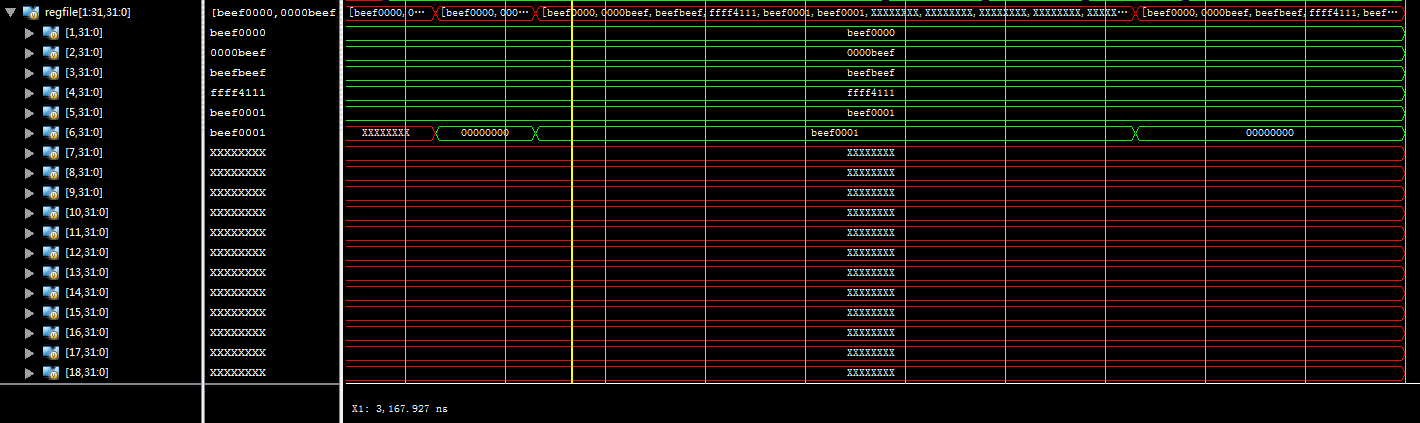 regfile[1:31,31:0] [beef0000,0000beef [beef0000,0··· [beef0000,000··· [beef0000,0000beef,beefbeef,ffff4111,beef0001,beef0001,XXXXXXXX,XXXXXXXX,XXXXXXXX,XXXXXXXX,XXXXX··· [beef0000,0000beef,beefbeef,ffff4111,beef···
[1,31:0] beef0000 beef0000
[2,31:0] 0000beef 0000beef
[3,31:0] beefbeef beefbeef
[4,31:0] ffff4111 ffff4111
[5,31:0] beef0001 beef0001
[6,31:0] beef0001 XXXXXXXX 00000000 beef0001 00000000
[7,31:0] XXXXXXXX XXXXXXXX
[8,31:0] XXXXXXXX XXXXXXXX
[9,31:0] XXXXXXXX XXXXXXXX
[10,31:0] XXXXXXXX XXXXXXXX
[11,31:0] XXXXXXXX XXXXXXXX
[12,31:0] XXXXXXXX XXXXXXXX
[13,31:0] XXXXXXXX XXXXXXXX
[14,31:0] XXXXXXXX XXXXXXXX
[15,31:0] XXXXXXXX XXXXXXXX
[16,31:0] XXXXXXXX XXXXXXXX
[17,31:0] XXXXXXXX XXXXXXXX
[18,31:0] XXXXXXXX XXXXXXXX
X1: 3,167.927 ns